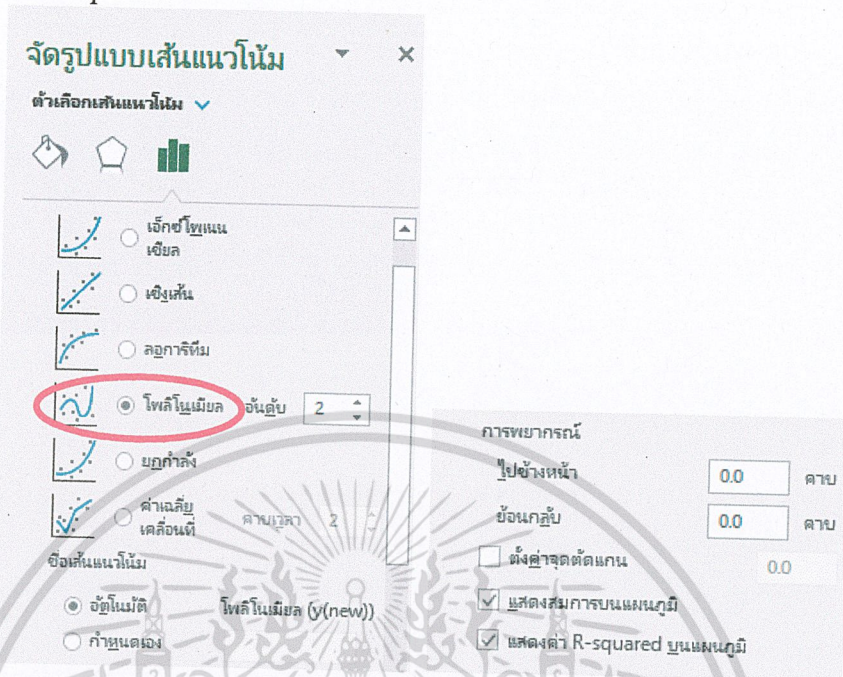 จัดรูปแบบเส้นแนวโน้ม
ตัวเลือกเส้นแนวโน้ม
เอ็กซ์โพเนน
เชียล
เชิงเส้น
ลอการิทึม
โพลิโนเมียล อันดับ 2
ยกกำลัง
ค่าเฉลี่ย
เคลื่อนที่ คาบเวลา 2
ชื่อเส้นแนวโน้ม
อัตโนมัติ โพลิโนเมียล (y(new))
กำหนดเอง
การพยากรณ์
ไปข้างหน้า 0.0 คาบ
ย้อนกลับ 0.0 คาบ
ตั้งค่าจุดตัดแกน 0.0
แสดงสมการบนแผนภูมิ
แสดงค่า R-squared บนแผนภูมิ